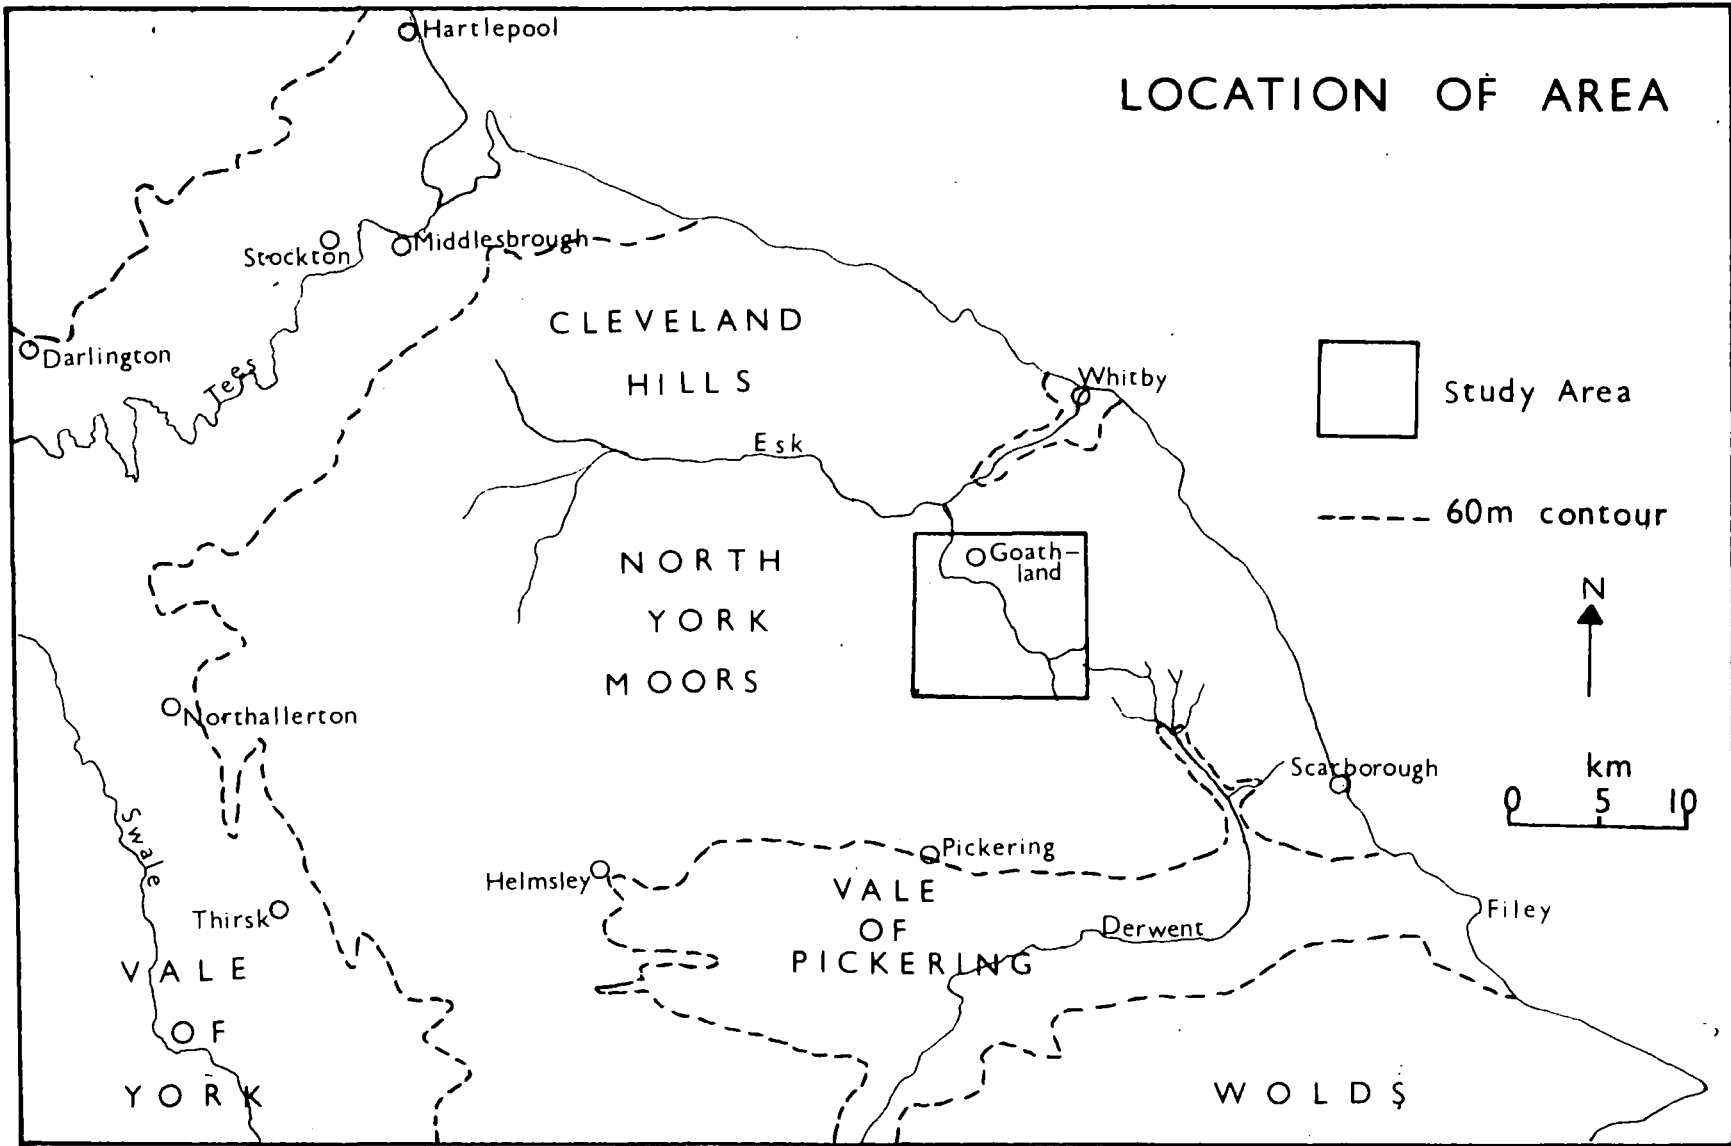 Hartlepool
LOCATION OF AREA
Stockton
Middlesbrough
CLEVELAND
HILLS
Darlington
Tees
Whitby
Study Area
Esk
60m contour
NORTH
YORK
MOORS
Goath-
land
N
Northallerton
Scarborough
km
0 5 10
Swale
Pickering
Helmsley
VALE
OF
PICKERING
Derwent
Filey
Thirsk
VALE
OF
YORK
WOLDS